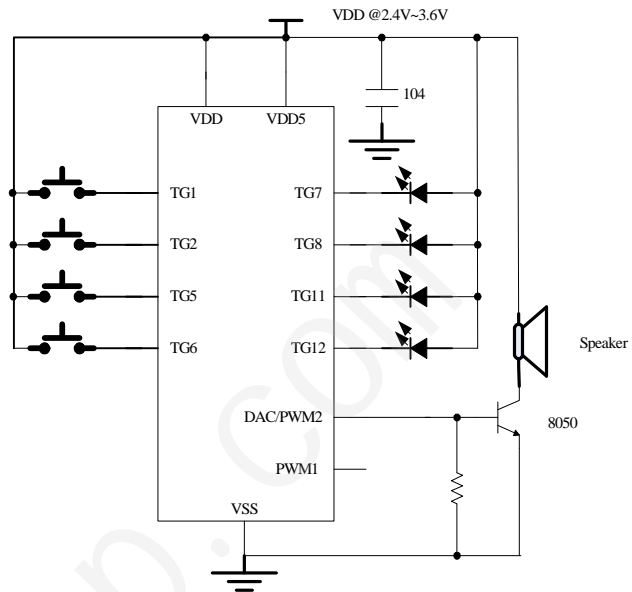 VDD @2.4V~3.6V
104
VDD VDD5
TG1 TG7
TG2 TG8
TG5 TG11
TG6 TG12
Speaker
DAC/PWM2
8050
PWM1
VSS
p.com